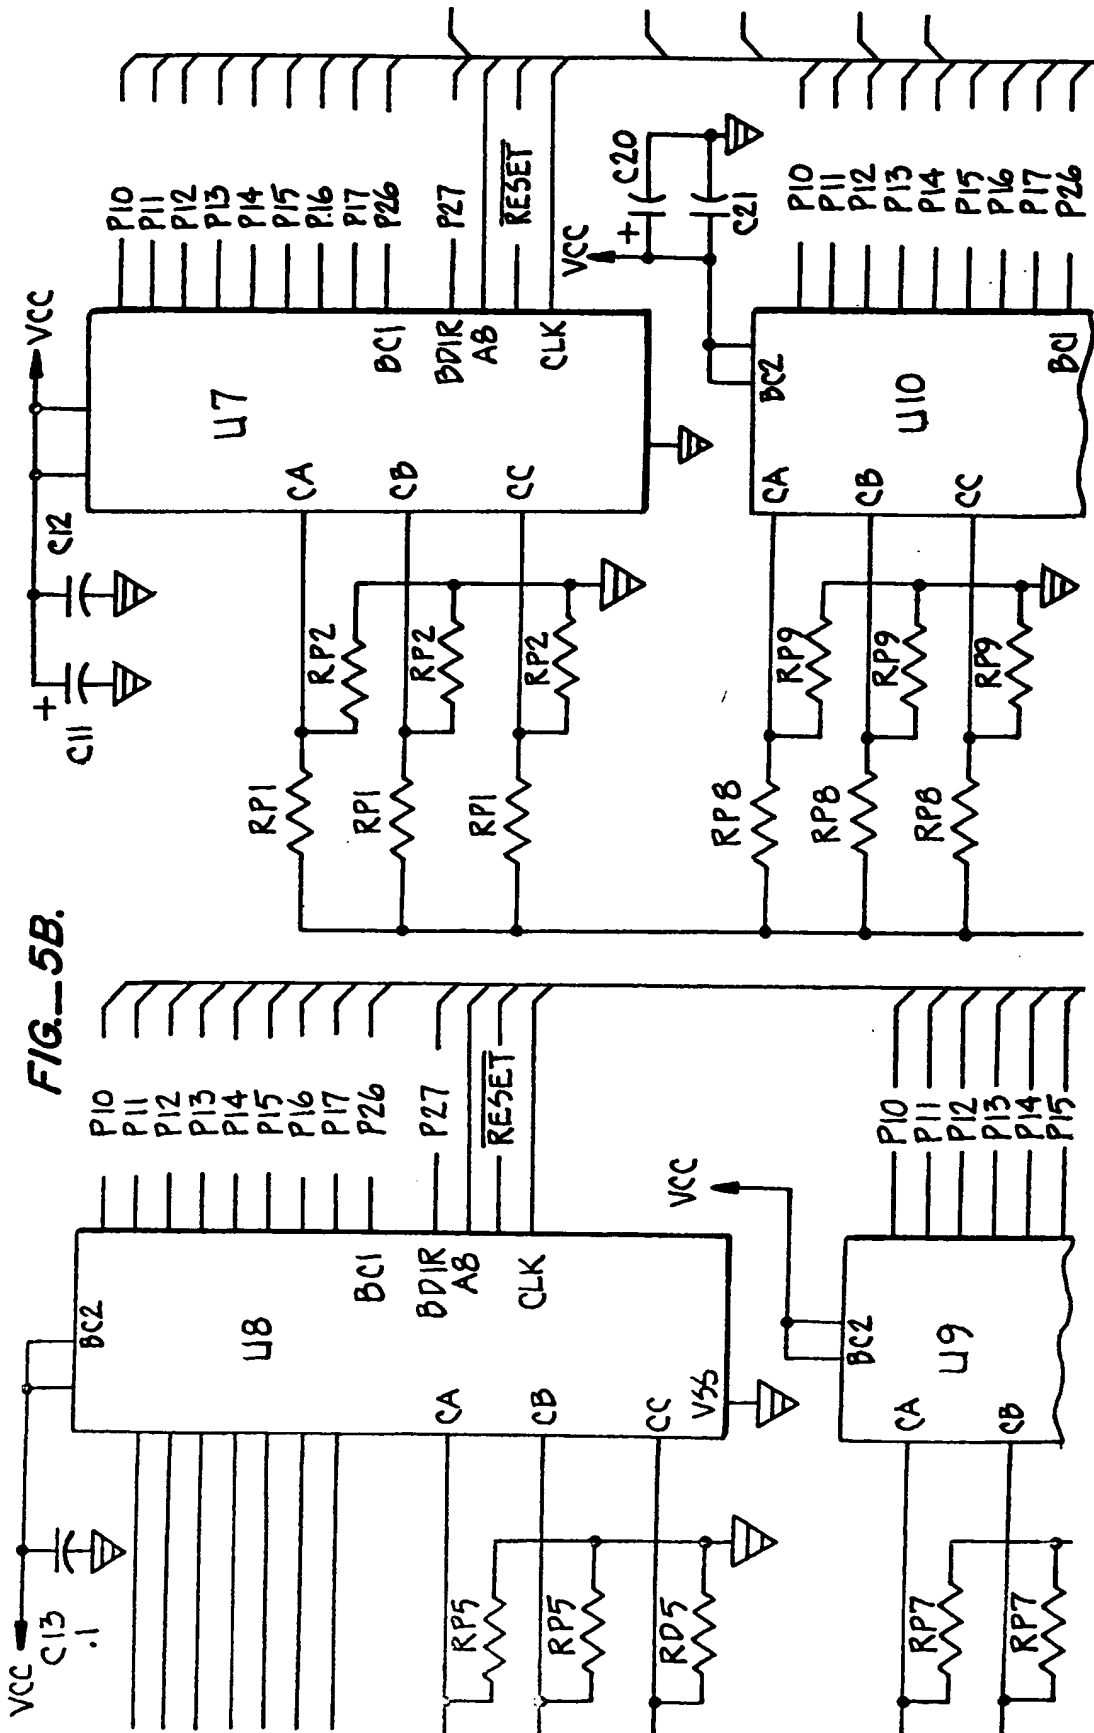 FIG._5B.
VCC
C12
+
C11
U7
P10
P11
P12
P13
P14
P15
P16
P17
P26
BC1
P27
BDIR
A8
RESET
CLK
CA
CB
CC
RP2
RP2
RP2
RP1
RP1
RP1
VCC
+
C20
C21
U10
BC2
P10
P11
P12
P13
P14
P15
P16
P17
P26
BC1
CA
CB
CC
RP9
RP9
RP9
RP8
RP8
RP8
VCC
C13
.1
U8
BC2
P10
P11
P12
P13
P14
P15
P16
P17
P26
BC1
P27
BDIR
A8
RESET
CLK
CA
CB
CC
VSS
RP5
RP5
RD5
VCC
U9
BC2
P10
P11
P12
P13
P14
P15
CA
CB
RP7
RP7